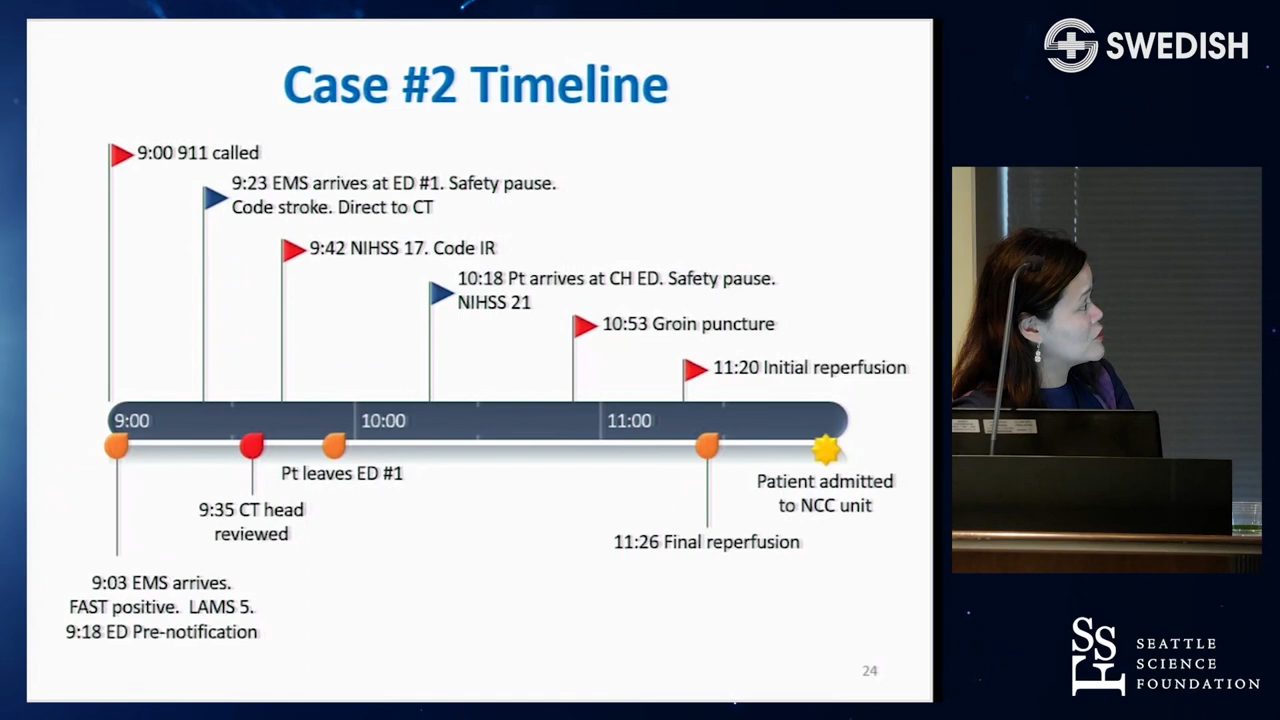 SWEDISH
Case #2 Timeline
9:00 911 called
9:23 EMS arrives at ED #1. Safety pause.
Code stroke. Direct to CT
9:42 NIHSS 17. Code IR
10:18 Pt arrives at CH ED. Safety pause.
NIHSS 21
10:53 Groin puncture
11:20 Initial reperfusion
9:00
10:00
11:00
Pt leaves ED #1
9:35 CT head
reviewed
Patient admitted
to NCC unit
11:26 Final reperfusion
9:03 EMS arrives.
FAST positive. LAMS 5.
9:18 ED Pre-notification
24
SSF
SEATTLE
SCIENCE
FOUNDATION